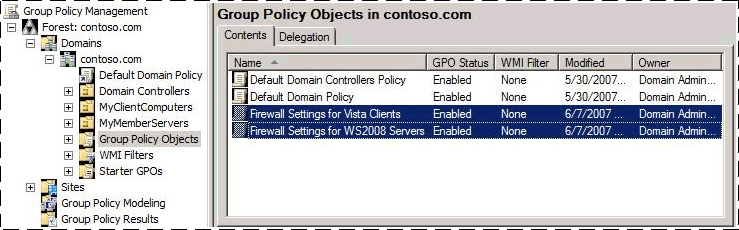 Group Policy Management
Forest: contoso.com
Domains
contoso.com
Default Domain Policy
Domain Controllers
MyClientComputers
MyMemberServers
Group Policy Objects
WMI Filters
Starter GPOs
Sites
Group Policy Modeling
Group Policy Results
Group Policy Objects in contoso.com
Contents Delegation
Name GPO Status WMI Filter Modified Owner
Default Domain Controllers Policy Enabled None 5/30/2007... Domain Admin...
Default Domain Policy Enabled None 5/30/2007... Domain Admin...
Firewall Settings for Vista Clients Enabled None 6/7/2007 ... Domain Admin...
Firewall Settings for WS2008 Servers Enabled None 6/7/2007 ... Domain Admin...